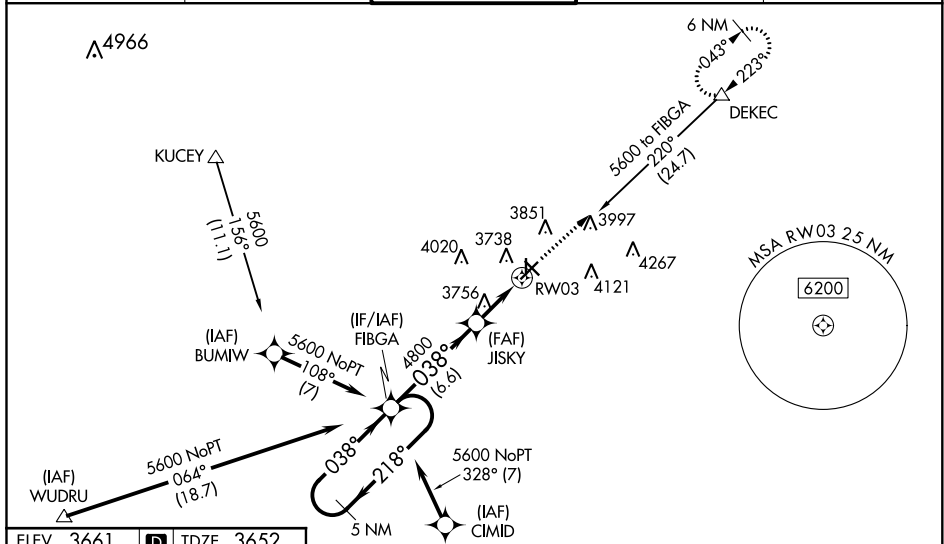 4966
6 NM
043°
223°
DEKEC
5600 to FIBGA
220°
(24.7)
KUCEY
5600
156°
(11.1)
3851
3997
4020
3738
4267
RW03
4121
3756
MSA RW03 25 NM
6200
(IF/IAF)
FIBGA
(FAF)
JISKY
4800
038°
(6.6)
(IAF)
BUMIW
5600 NoPT
108°
(7)
5600 NoPT
064°
(18.7)
(IAF)
WUDRU
038°
218°
5 NM
5600 NoPT
328° (7)
(IAF)
CIMID
ELEV 3661 D TDZE 3652